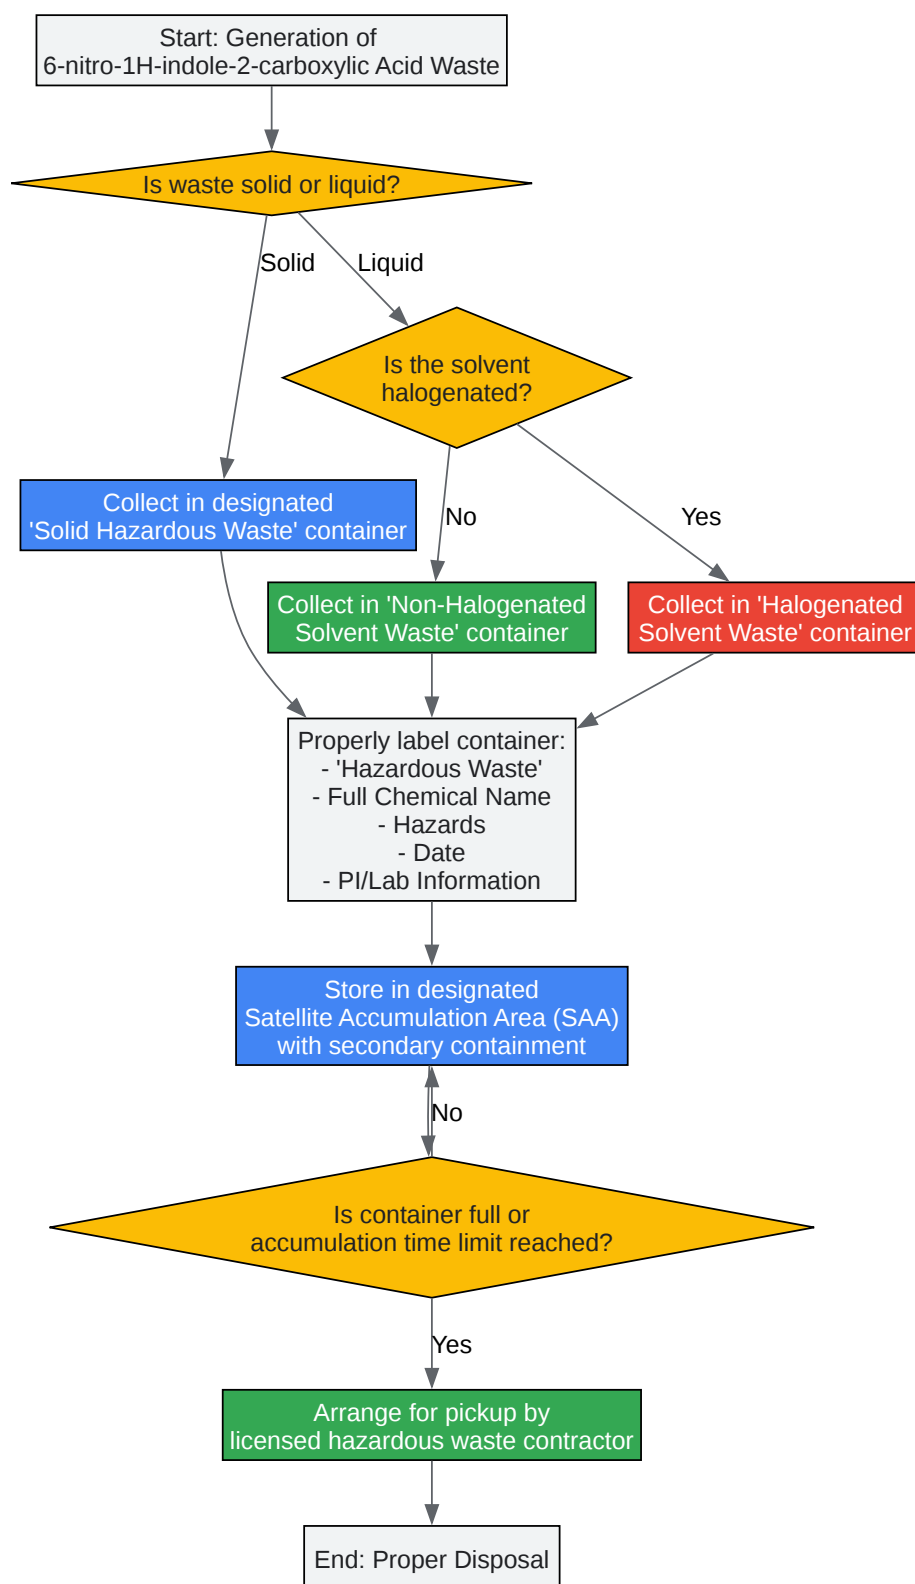 Start: Generation of
6-nitro-1H-indole-2-carboxylic Acid Waste
Is waste solid or liquid?
Solid
Liquid
Is the solvent
halogenated?
Collect in designated
'Solid Hazardous Waste' container
No
Yes
Collect in 'Non-Halogenated
Solvent Waste' container
Collect in 'Halogenated
Solvent Waste' container
Properly label container:
- 'Hazardous Waste'
- Full Chemical Name
- Hazards
- Date
- PI/Lab Information
Store in designated
Satellite Accumulation Area (SAA)
with secondary containment
No
Is container full or
accumulation time limit reached?
Yes
Arrange for pickup by
licensed hazardous waste contractor
End: Proper Disposal